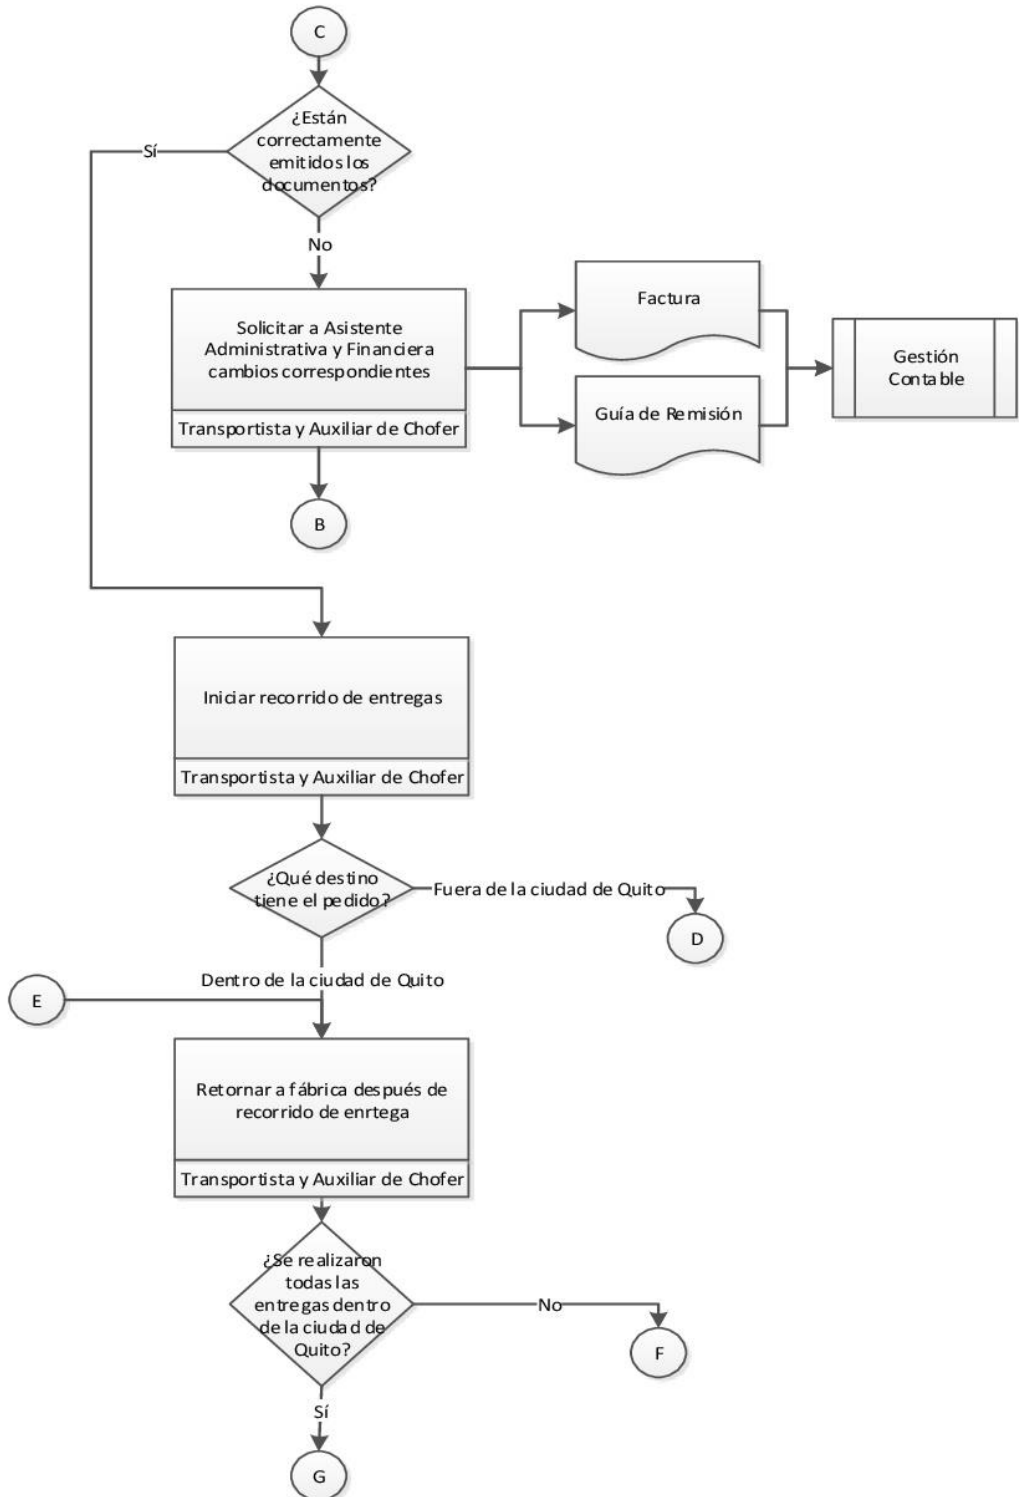 C
¿Están
correctamente
emitidos los
documentos?
Sí
No
Solicitar a Asistente
Administrativa y Financiera
cambios correspondientes
Transportista y Auxiliar de Chofer
Factura
Guía de Remisión
Gestión
Contable
B
Iniciar recorrido de entregas
Transportista y Auxiliar de Chofer
¿Qué destino
tiene el pedido?
Fuera de la ciudad de Quito
D
Dentro de la ciudad de Quito
E
Retornar a fábrica después de
recorrido de enrtega
Transportista y Auxiliar de Chofer
¿Se realizaron
todas las
entregas dentro
de la ciudad de
Quito?
No
F
Sí
G